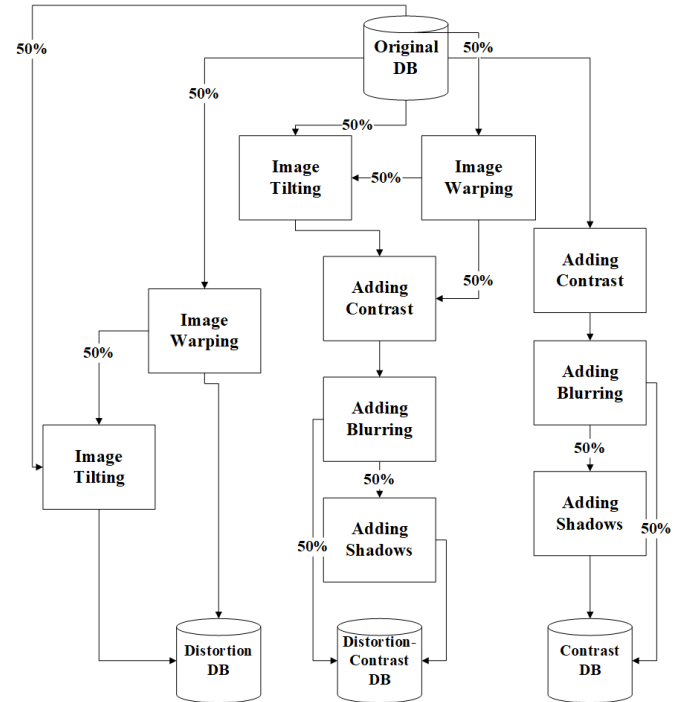 50%
Original
DB
50%
50%
50%
Image
Tilting
50%
Image
Warping
Adding
Contrast
50%
Adding
Contrast
Image
Warping
50%
Adding
Blurring
Adding
Blurring
Image
Tilting
50%
50%
Adding
Shadows
Adding
Shadows
50%
50%
Distortion
DB
Distortion-
Contrast
DB
Contrast
DB